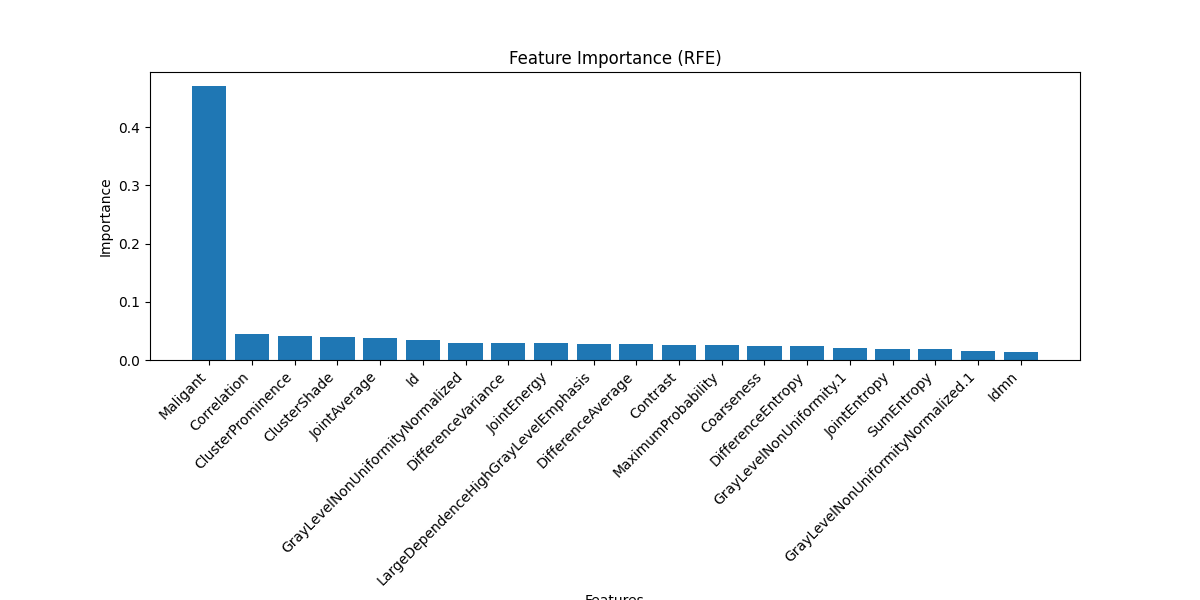 Feature Importance (RFE)
Importance
0.4
0.3
0.2
0.1
0.0
Maligant
Correlation
ClusterProminence
ClusterShade
JointAverage
Id
GrayLevelNonUniformityNormalized
DifferenceVariance
JointEnergy
LargeDependenceHighGrayLevelEmphasis
DifferenceAverage
Contrast
MaximumProbability
Coarseness
DifferenceEntropy
GrayLevelNonUniformity.1
JointEntropy
SumEntropy
GrayLevelNonUniformityNormalized.1
Idmn
Features